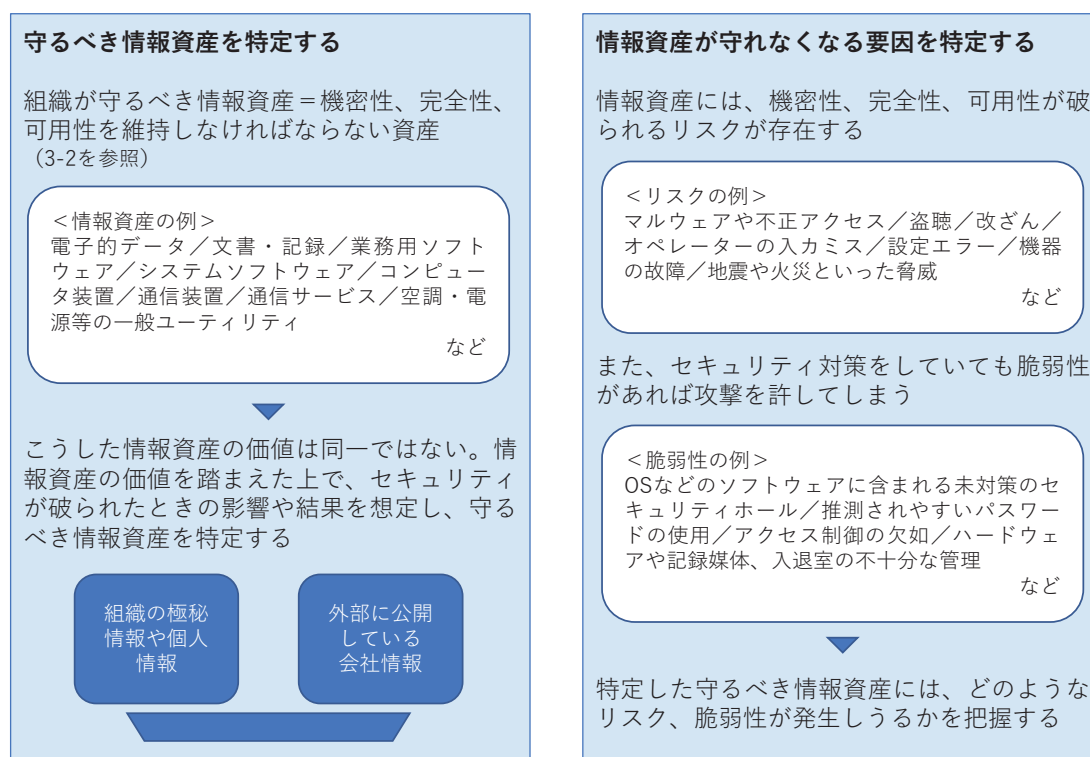 守るべき情報資産を特定する
組織が守るべき情報資産＝機密性、完全性、
可用性を維持しなければならない資産
（3-2を参照）
＜情報資産の例＞
電子的データ／文書・記録／業務用ソフト
ウェア／システムソフトウェア／コンピュー
タ装置／通信装置／通信サービス／空調・電
源等の一般ユーティリティ
など
こうした情報資産の価値は同一ではない。情
報資産の価値を踏まえた上で、セキュリティ
が破られたときの影響や結果を想定し、守る
べき情報資産を特定する
組織の極秘
情報や個人
情報
外部に公開
している
会社情報
情報資産が守れなくなる要因を特定する
情報資産には、機密性、完全性、可用性が破
られるリスクが存在する
＜リスクの例＞
マルウェアや不正アクセス／盗聴／改ざん／
オペレーターの入力ミス／設定エラー／機器
の故障／地震や火災といった脅威
など
また、セキュリティ対策をしていても脆弱性
があれば攻撃を許してしまう
＜脆弱性の例＞
OSなどのソフトウェアに含まれる未対策のセ
キュリティホール／推測されやすいパスワー
ドの使用／アクセス制御の欠如／ハードウェ
アや記録媒体、入退室の不十分な管理
など
特定した守るべき情報資産には、どのような
リスク、脆弱性が発生しうるかを把握する